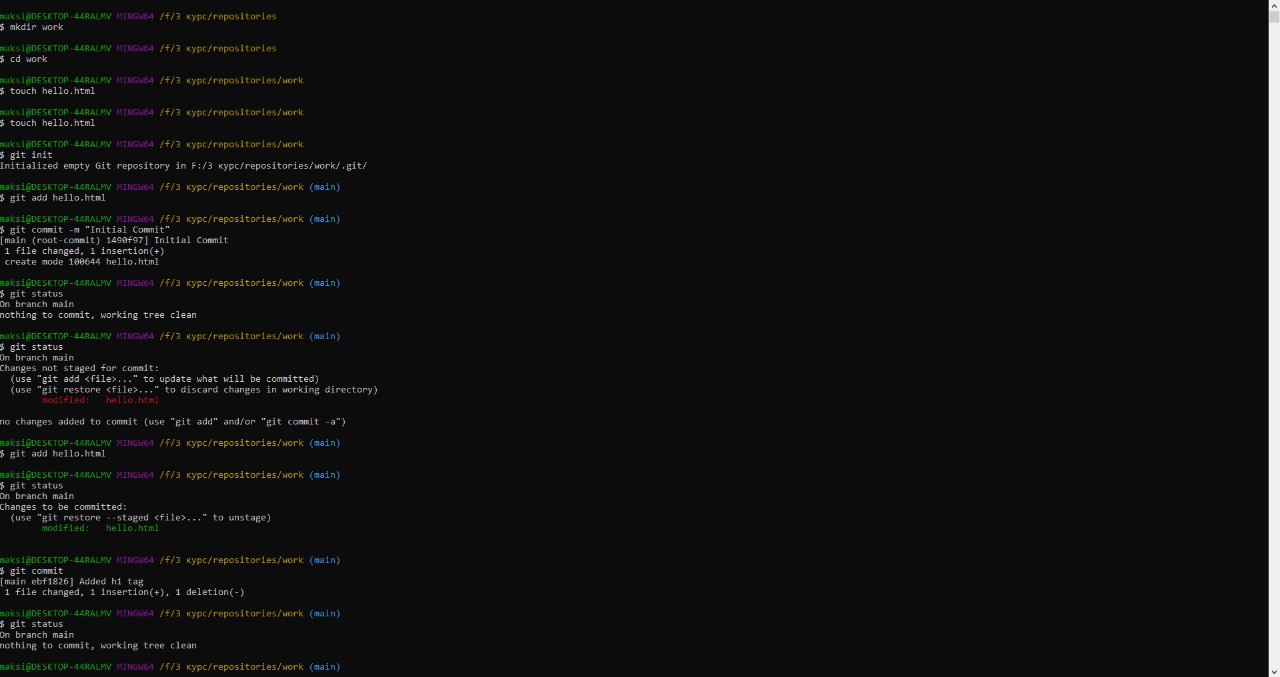 maksi@DESKTOP-44RALMV MINGW64 /f/3 курс/repositories
$ mkdir work
maksi@DESKTOP-44RALMV MINGW64 /f/3 курс/repositories
$ cd work
maksi@DESKTOP-44RALMV MINGW64 /f/3 курс/repositories/work
$ touch hello.html
maksi@DESKTOP-44RALMV MINGW64 /f/3 курс/repositories/work
$ touch hello.html
maksi@DESKTOP-44RALMV MINGW64 /f/3 курс/repositories/work
$ git init
Initialized empty Git repository in F:/3 курс/repositories/work/.git/
maksi@DESKTOP-44RALMV MINGW64 /f/3 курс/repositories/work (main)
$ git add hello.html
maksi@DESKTOP-44RALMV MINGW64 /f/3 курс/repositories/work (main)
$ git commit -m "Initial Commit"
[main (root-commit) 1490f97] Initial Commit
 1 file changed, 1 insertion(+)
 create mode 100644 hello.html
maksi@DESKTOP-44RALMV MINGW64 /f/3 курс/repositories/work (main)
$ git status
On branch main
nothing to commit, working tree clean
maksi@DESKTOP-44RALMV MINGW64 /f/3 курс/repositories/work (main)
$ git status
On branch main
Changes not staged for commit:
  (use "git add <file>..." to update what will be committed)
  (use "git restore <file>..." to discard changes in working directory)
        modified:   hello.html
no changes added to commit (use "git add" and/or "git commit -a")
maksi@DESKTOP-44RALMV MINGW64 /f/3 курс/repositories/work (main)
$ git add hello.html
maksi@DESKTOP-44RALMV MINGW64 /f/3 курс/repositories/work (main)
$ git status
On branch main
Changes to be committed:
  (use "git restore --staged <file>..." to unstage)
        modified:   hello.html
maksi@DESKTOP-44RALMV MINGW64 /f/3 курс/repositories/work (main)
$ git commit
[main ebf1826] Added h1 tag
 1 file changed, 1 insertion(+), 1 deletion(-)
maksi@DESKTOP-44RALMV MINGW64 /f/3 курс/repositories/work (main)
$ git status
On branch main
nothing to commit, working tree clean
maksi@DESKTOP-44RALMV MINGW64 /f/3 курс/repositories/work (main)